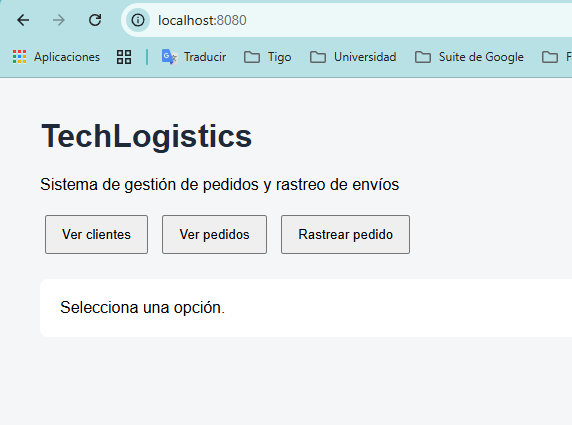 localhost:8080
Aplicaciones Traducir Tigo Universidad Suite de Google F
TechLogistics
Sistema de gestión de pedidos y rastreo de envíos
Ver clientes Ver pedidos Rastrear pedido
Selecciona una opción.